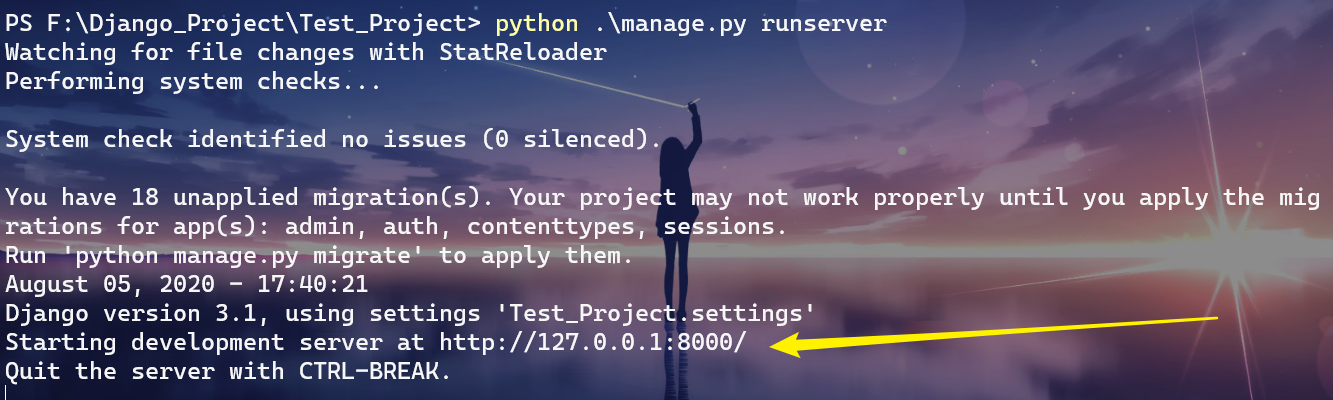 PS F:\Django_Project\Test_Project> python .\manage.py runserver
Watching for file changes with StatReloader
Performing system checks...
System check identified no issues (0 silenced).
You have 18 unapplied migration(s). Your project may not work properly until you apply the mig
rations for app(s): admin, auth, contenttypes, sessions.
Run 'python manage.py migrate' to apply them.
August 05, 2020 - 17:40:21
Django version 3.1, using settings 'Test_Project.settings'
Starting development server at http://127.0.0.1:8000/
Quit the server with CTRL-BREAK.